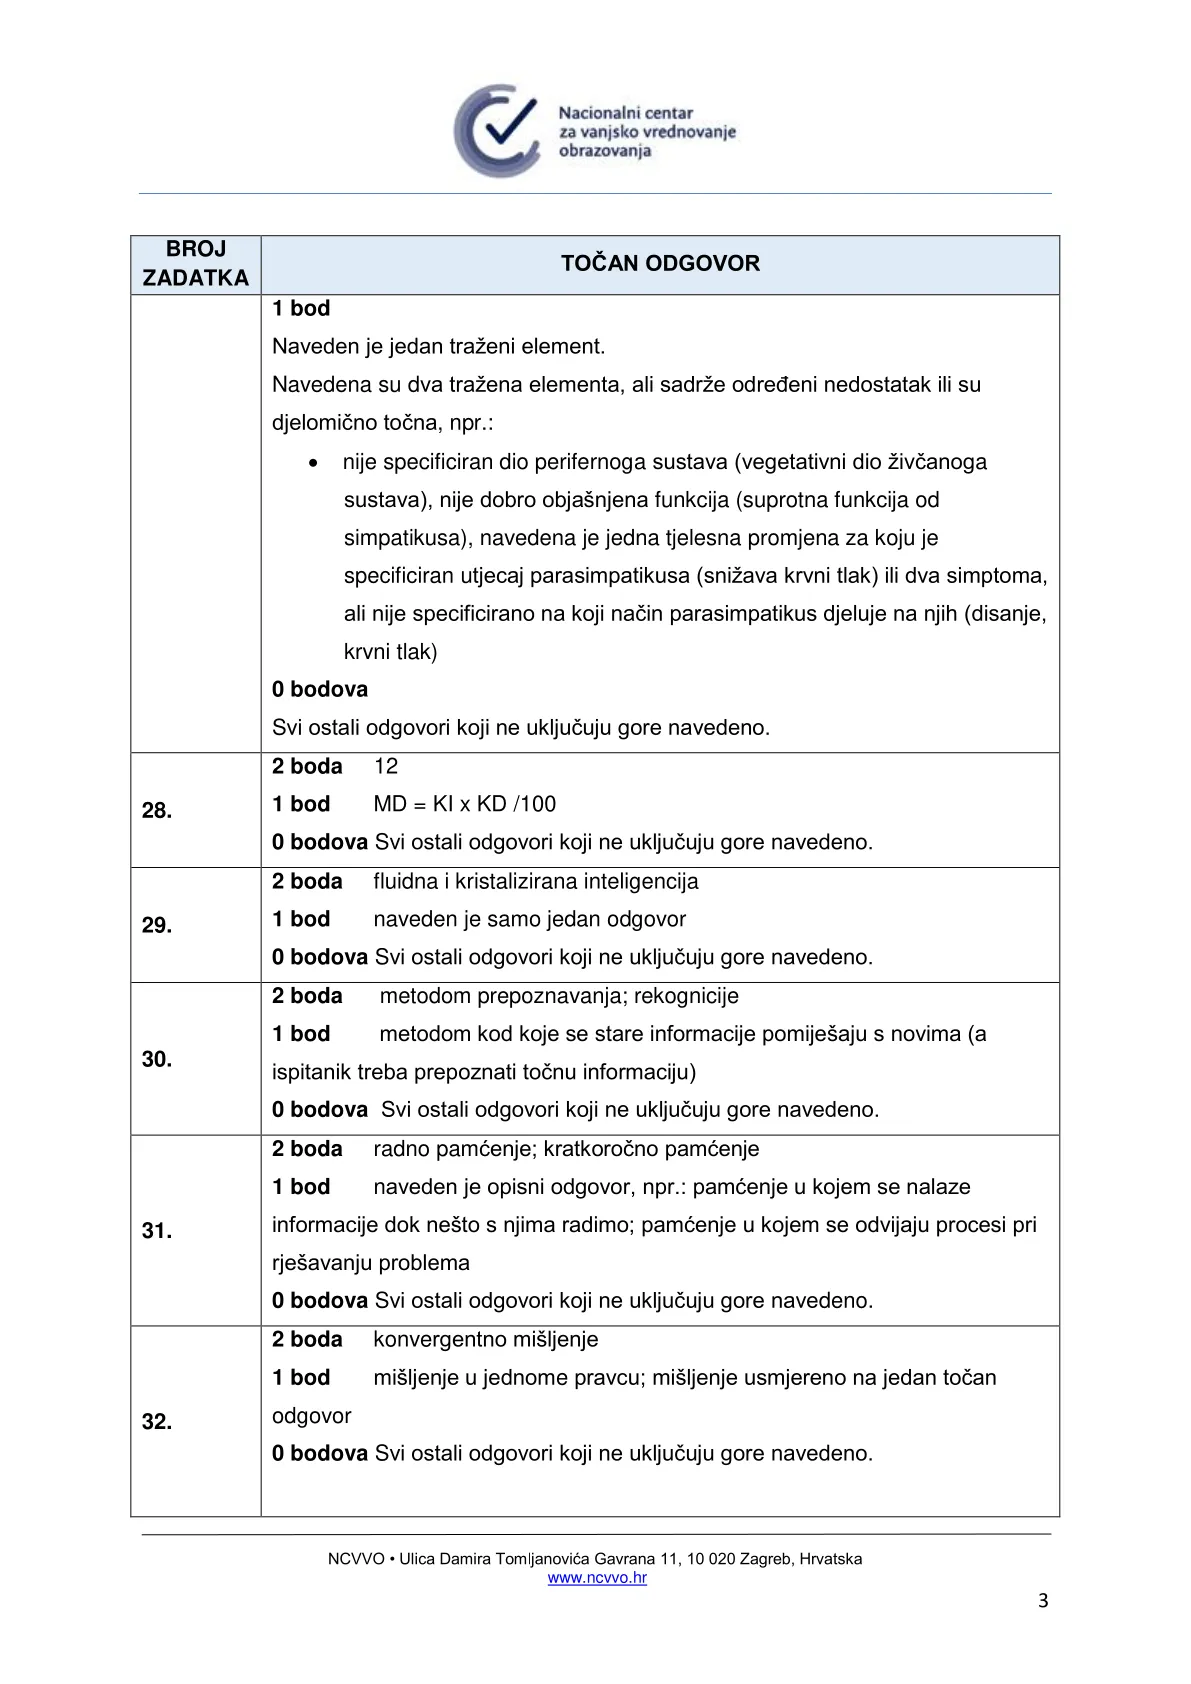 Nacionalni centar
za vanjsko vrednovanje
obrazovanja
BROJ
ZADATKA
TOČAN ODGOVOR
1 bod
Naveden je jedan traženi element.
Navedena su dva tražena elementa, ali sadrže određeni nedostatak ili su
djelomično točna, npr.:
• nije specificiran dio perifernoga sustava (vegetativni dio živčanoga
sustava), nije dobro objašnjena funkcija (suprotna funkcija od
simpatikusa), navedena je jedna tjelesna promjena za koju je
specificiran utjecaj parasimpatikusa (snižava krvni tlak) ili dva simptoma,
ali nije specificirano na koji način parasimpatikus djeluje na njih (disanje,
krvni tlak)
0 bodova
Svi ostali odgovori koji ne uključuju gore navedeno.
28.
2 boda 12
1 bod MD = KI x KD /100
0 bodova Svi ostali odgovori koji ne uključuju gore navedeno.
29.
2 boda fluidna i kristalizirana inteligencija
1 bod naveden je samo jedan odgovor
0 bodova Svi ostali odgovori koji ne uključuju gore navedeno.
30.
2 boda metodom prepoznavanja; rekognicije
1 bod metodom kod koje se stare informacije pomiješaju s novima (a
ispitanik treba prepoznati točnu informaciju)
0 bodova Svi ostali odgovori koji ne uključuju gore navedeno.
31.
2 boda radno pamćenje; kratkoročno pamćenje
1 bod naveden je opisni odgovor, npr.: pamćenje u kojem se nalaze
informacije dok nešto s njima radimo; pamćenje u kojem se odvijaju procesi pri
rješavanju problema
0 bodova Svi ostali odgovori koji ne uključuju gore navedeno.
32.
2 boda konvergentno mišljenje
1 bod mišljenje u jednome pravcu; mišljenje usmjereno na jedan točan
odgovor
0 bodova Svi ostali odgovori koji ne uključuju gore navedeno.
NCVVO • Ulica Damira Tomljanovića Gavrana 11, 10 020 Zagreb, Hrvatska
www.ncvvo.hr
3